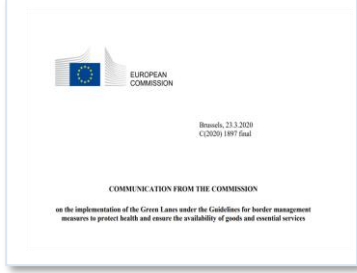 EUROPEAN
COMMISSION
Brussels, 23.3.2020
C(2020) 1897 final
COMMUNICATION FROM THE COMMISSION
on the implementation of the Green Lanes under the Guidelines for border management
measures to protect health and ensure the availability of goods and essential services